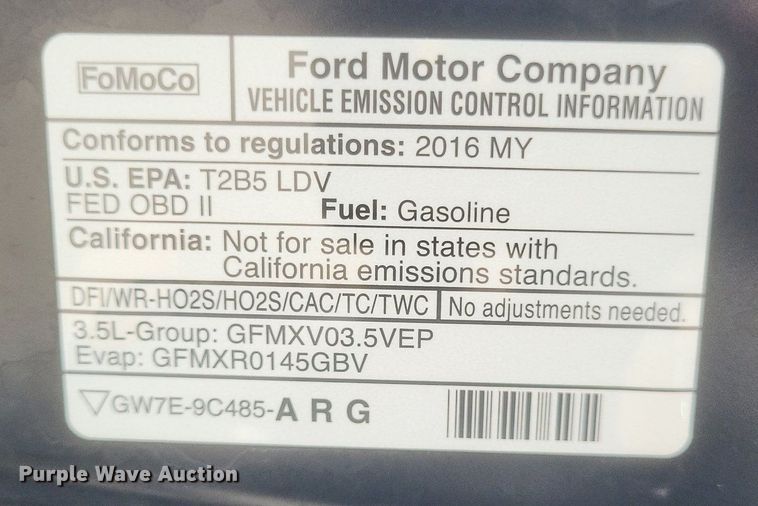 FoMoCo
Ford Motor Company
VEHICLE EMISSION CONTROL INFORMATION
Conforms to regulations: 2016 MY
U.S. EPA: T2B5 LDV
FED OBD II Fuel: Gasoline
California: Not for sale in states with
California emissions standards.
DFI/WR-HO2S/HO2S/CAC/TC/TWC No adjustments needed.
3.5L-Group: GFMXV03.5VEP
Evap: GFMXR0145GBV
GW7E-9C485-A R G
Purple Wave Auction